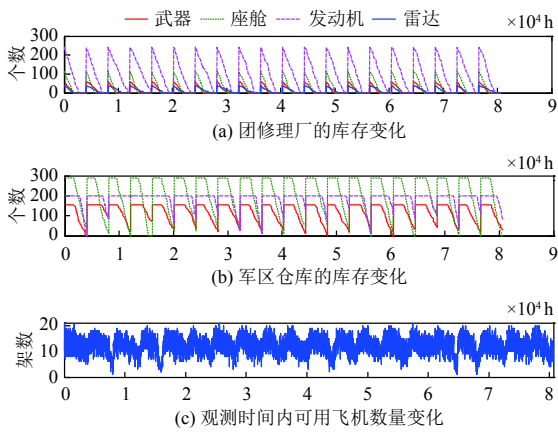 武器 座舱 发动机 雷达 ×10⁴ h
个数
300
200
100
0
0 1 2 3 4 5 6 7 8 9
(a) 团修理厂的库存变化
×10⁴ h
个数
300
200
100
0
0 1 2 3 4 5 6 7 8 9
(b) 军区仓库的库存变化
×10⁴ h
架数
20
10
0
0 1 2 3 4 5 6 7 8
(c) 观测时间内可用飞机数量变化